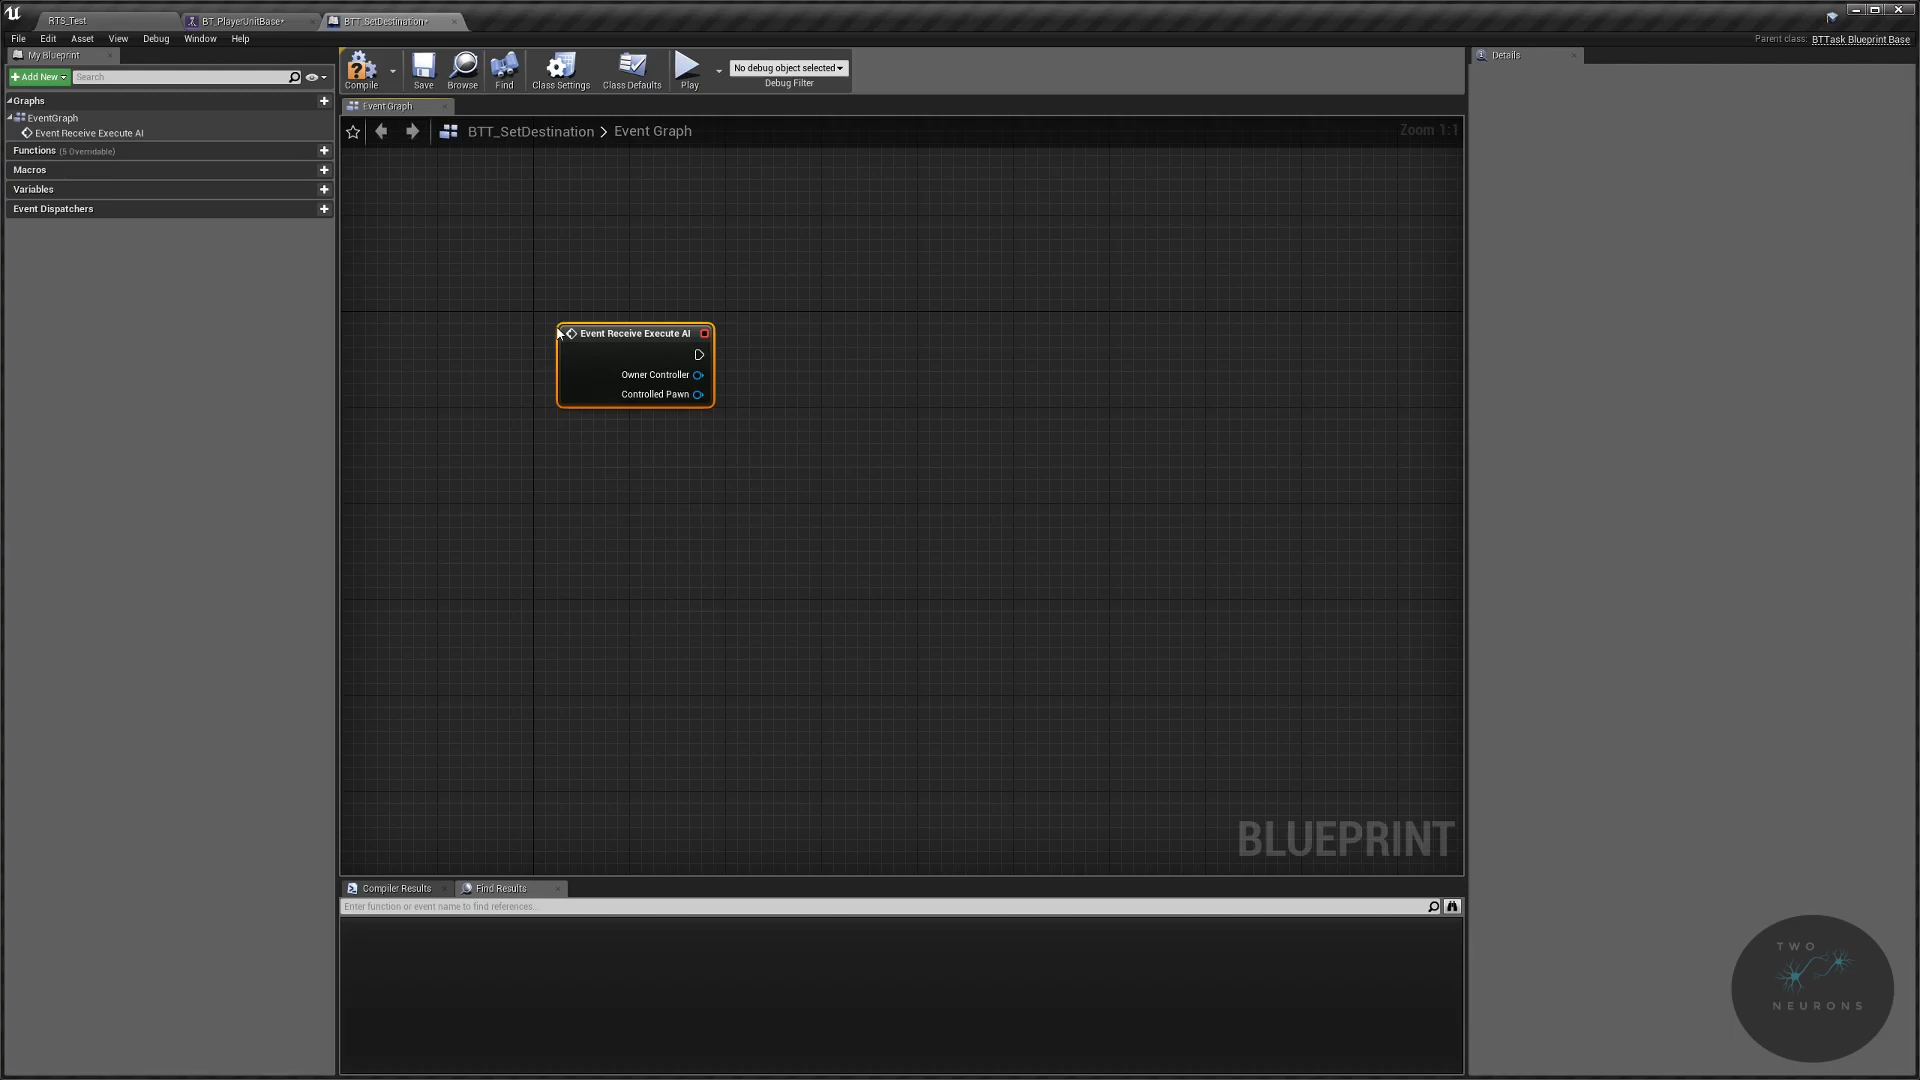 RTS_Test
BT_PlayerUnitBase*
BTT_SetDestination*
File Edit Asset View Debug Window Help
Parent class: BTTask Blueprint Base
My Blueprint
Add New
Search
Graphs
EventGraph
Event Receive Execute AI
Functions (5 Overridable)
Macros
Variables
Event Dispatchers
Compile
Save
Browse
Find
Class Settings
Class Defaults
Play
No debug object selected
Debug Filter
Event Graph
BTT_SetDestination > Event Graph
Zoom 1:1
Event Receive Execute AI
Owner Controller
Controlled Pawn
BLUEPRINT
Compiler Results
Find Results
Enter function or event name to find references...
Details
TWO
NEURONS